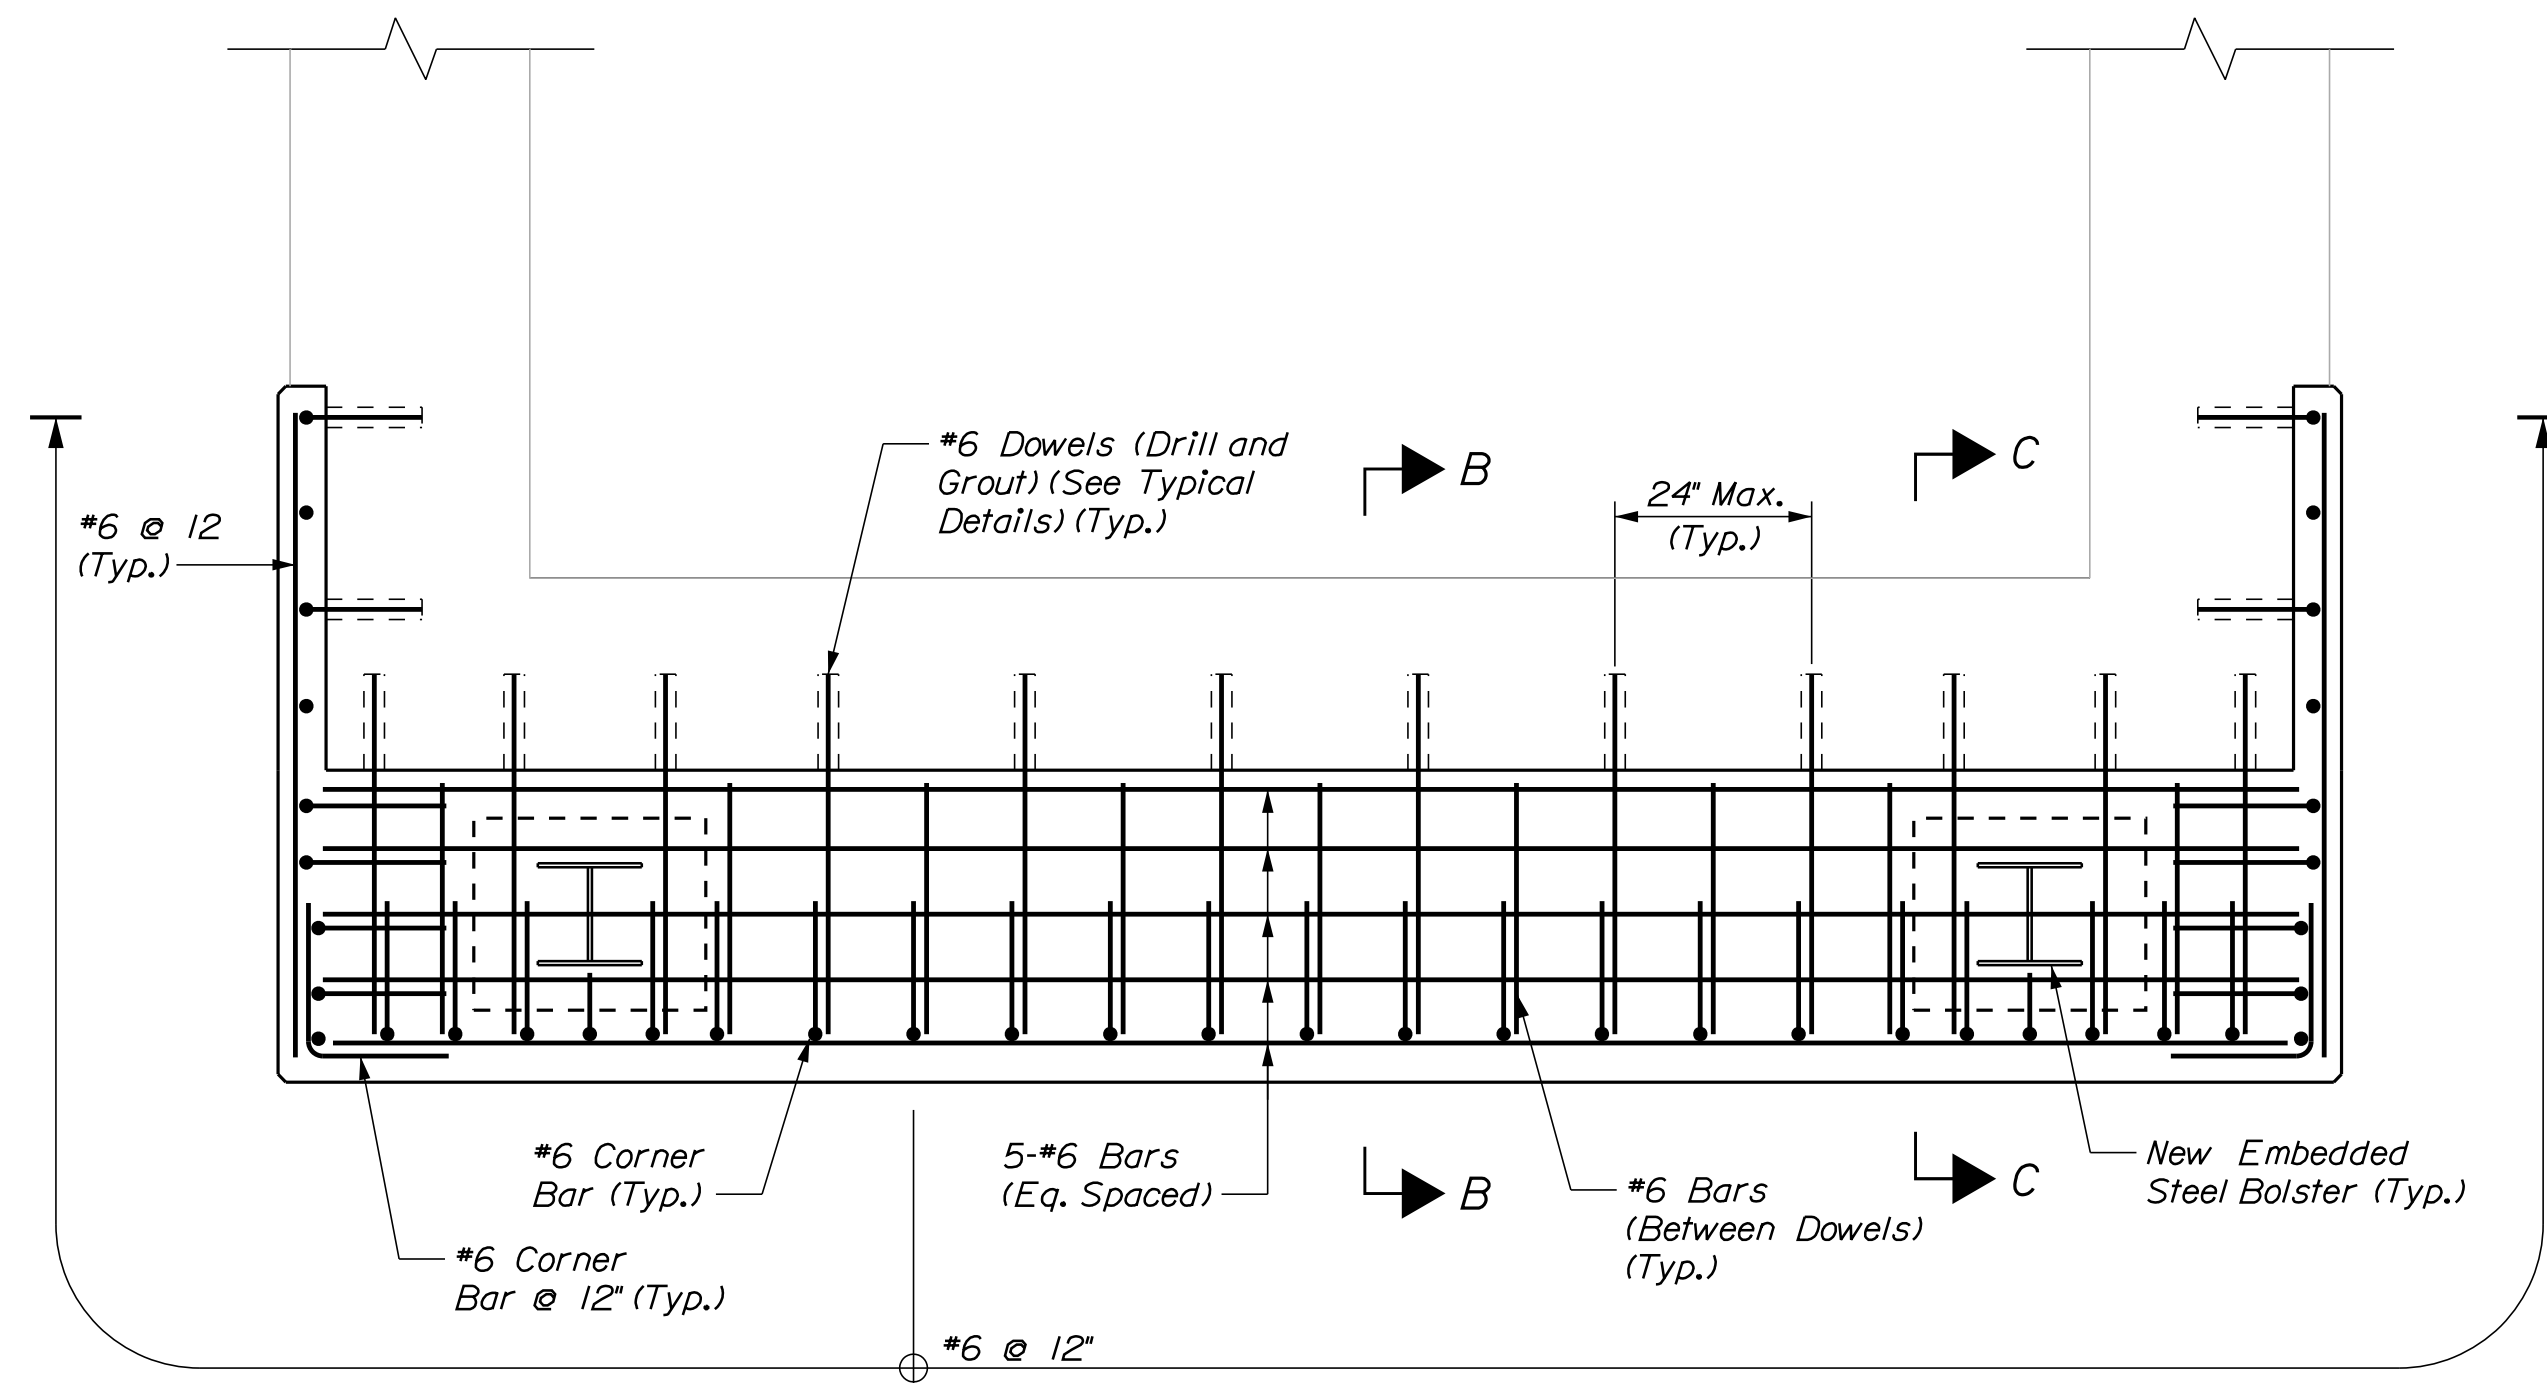 #6 Dowels (Drill and
Grout) (See Typical
Details) (Typ.)
B
C
24" Max.
(Typ.)
#6 @ 12
(Typ.)
#6 Corner
Bar (Typ.)
5-#6 Bars
(Eq. Spaced)
B
C
New Embedded
Steel Bolster (Typ.)
#6 Bars
(Between Dowels)
(Typ.)
#6 Corner
Bar @ 12" (Typ.)
#6 @ 12"